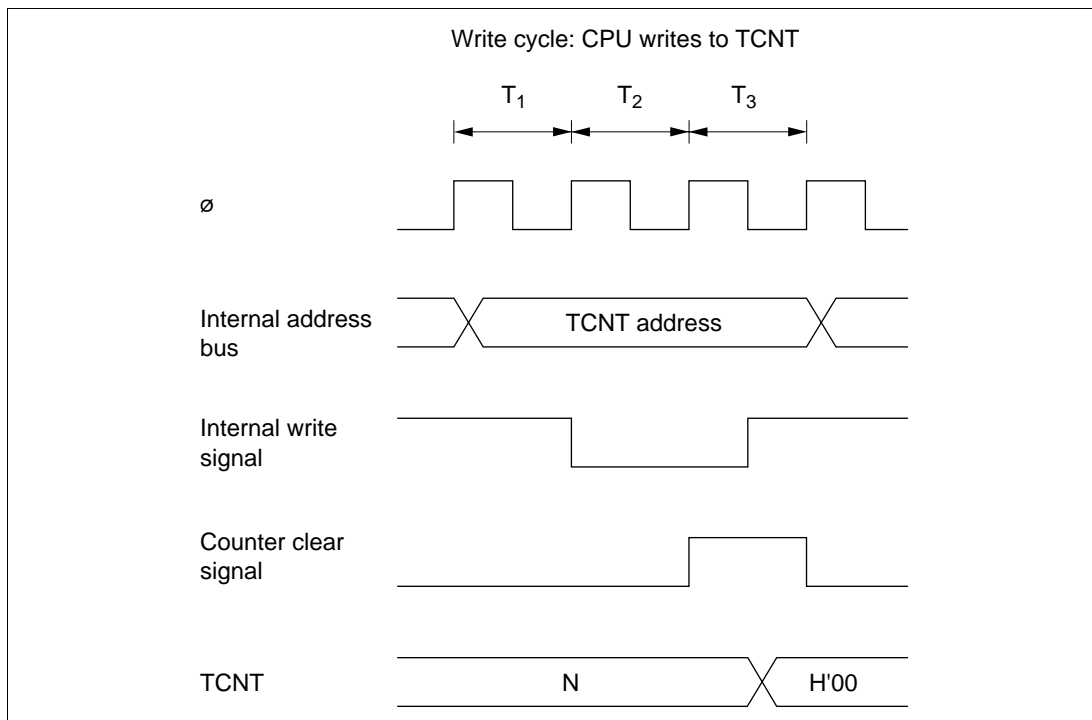 Write cycle: CPU writes to TCNT
T1 T2 T3
ø
Internal address
bus
TCNT address
Internal write
signal
Counter clear
signal
TCNT
N
H'00